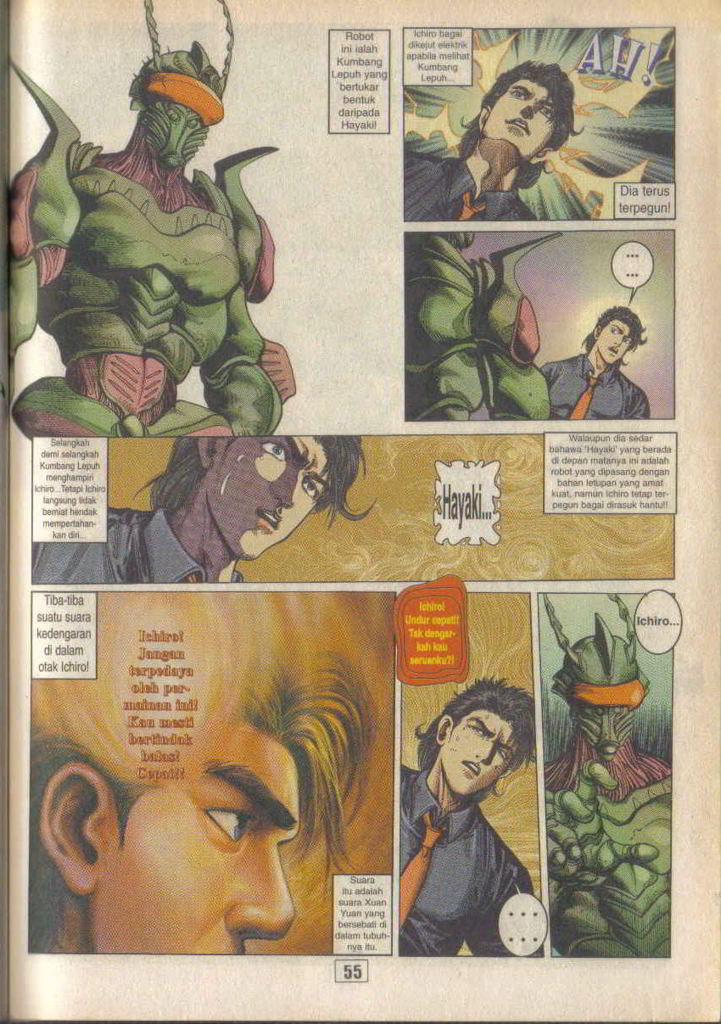 Robot
ini ialah
Kumbang
Lepuh yang
bertukar
bentuk
daripada
Hayaki!
Ichiro bagai
dikejut elektrik
apabila melihat
Kumbang
Lepuh...
AH!
Dia terus
terpegun!
...
...
Selangkah
demi selangkah
Kumbang Lepuh
menghampiri
Ichiro...Tetapi Ichiro
langsung tidak
berniat hendak
mempertahan-
kan diri...
Hayaki...
Walaupun dia sedar
bahawa 'Hayaki' yang berada
di depan matanya ini adalah
robot yang dipasang dengan
bahan letupan yang amat
kuat, namun Ichiro tetap ter-
pegun bagai dirasuk hantu!!
Tiba-tiba
suatu suara
kedengaran
di dalam
otak Ichiro!
Ichiro!
Jangan
terpedaya
oleh per-
mainan ini!
Kau mesti
bertindak
balas!
Cepat!!
Suara
itu adalah
suara Xuan
Yuan yang
bersebati di
dalam tubuh-
nya itu.
Ichiro!
Undur cepat!!
Tak dengar-
kah kau
seruanku?!
...
...
Ichiro...
55